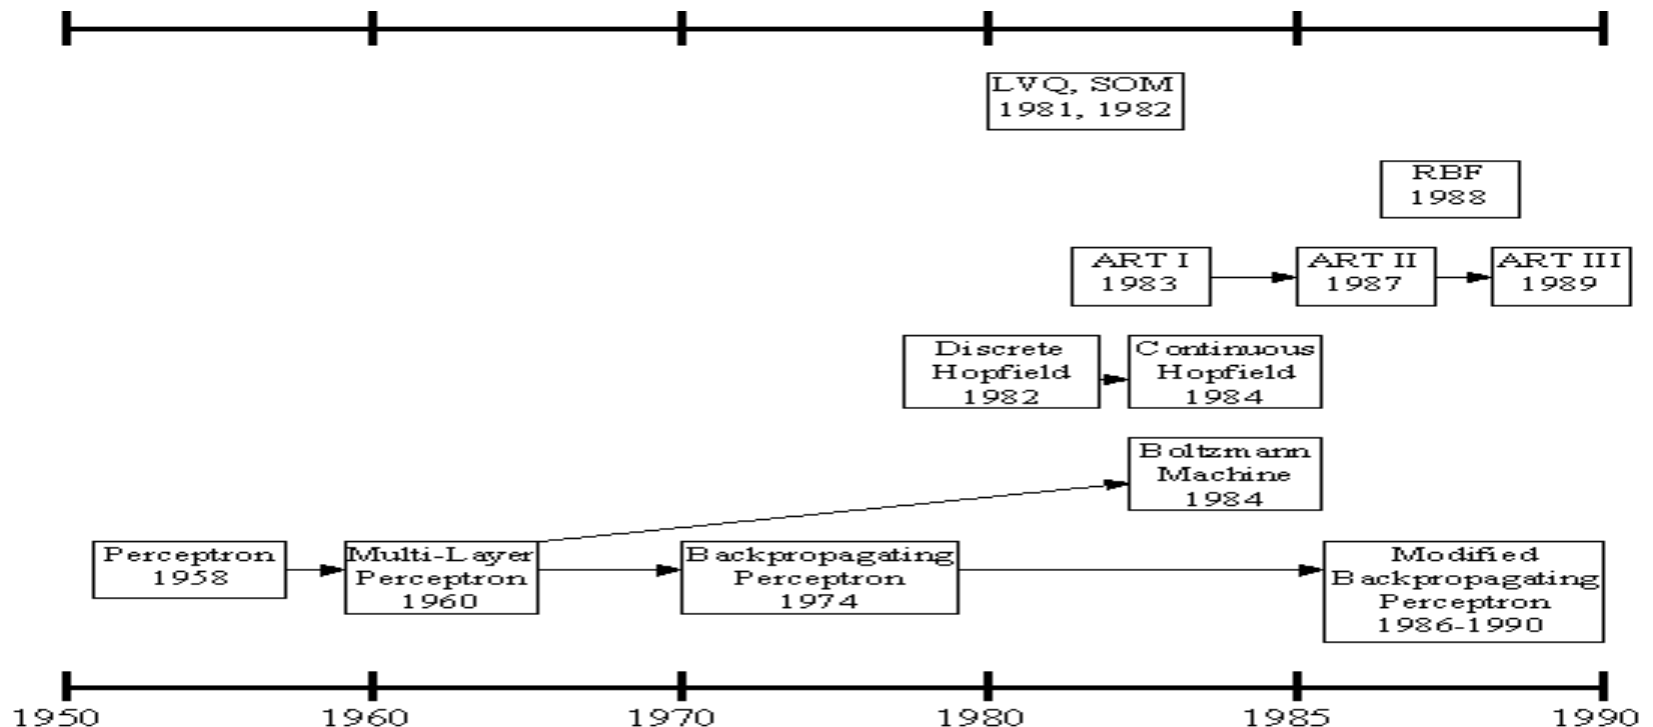 LVQ, SOM
1981, 1982
RBF
1988
ART I
1983
ART II
1987
ART III
1989
Discrete
Hopfield
1982
Continuous
Hopfield
1984
Boltzmann
Machine
1984
Perceptron
1958
Multi-Layer
Perceptron
1960
Backpropagating
Perceptron
1974
Modified
Backpropagating
Perceptron
1986-1990
1950
1960
1970
1980
1985
1990